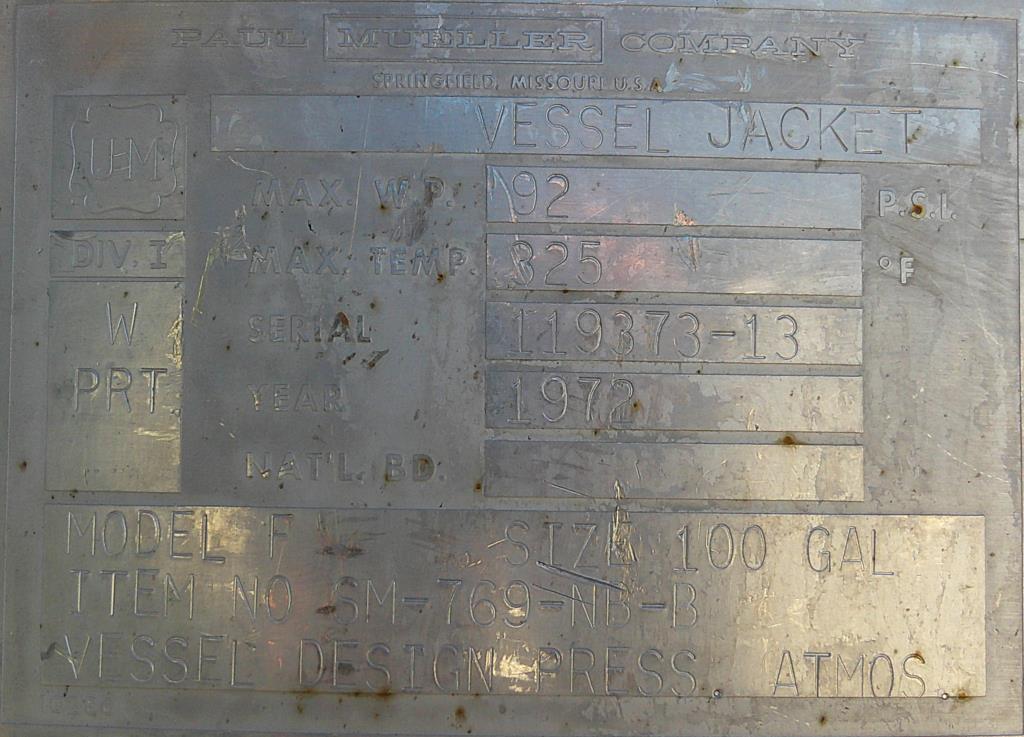 PAUL MUELLER COMPANY
SPRINGFIELD, MISSOURI U.S.A.
VESSEL JACKET
U-M
MAX. W.P. 92 P.S.I.
DIV. I
MAX. TEMP. 325 °F
W
SERIAL 119373-13
PRT
YEAR 1972
NAT'L. BD.
MODEL F SIZE 100 GAL
ITEM NO SM-769-NB-B
VESSEL DESIGN PRESS. ATMOS.